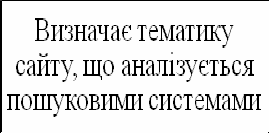 Визначає тематику
сайту, що аналізується
пошуковими системами